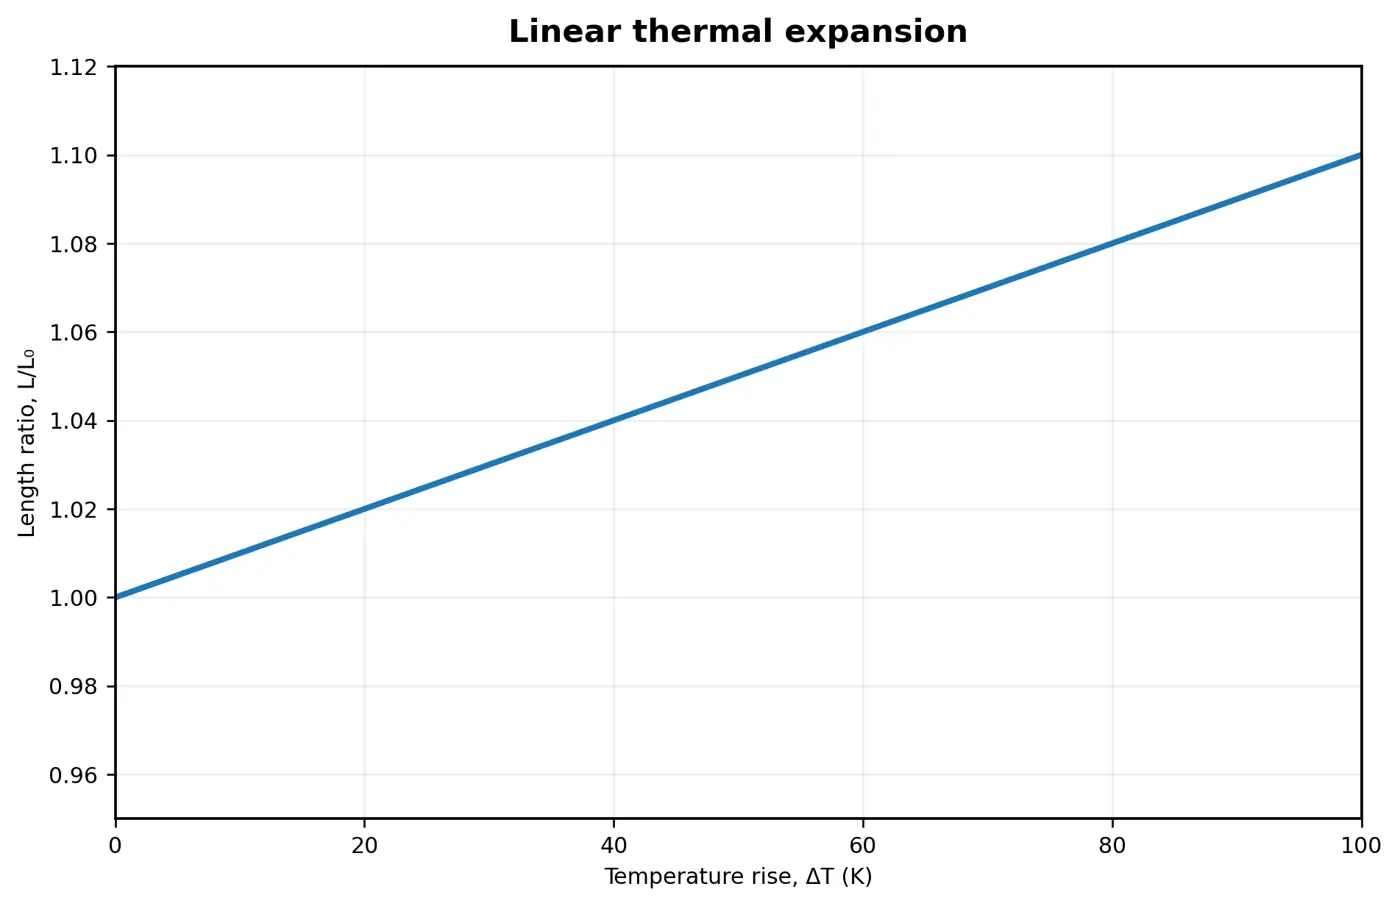 Linear thermal expansion
1.12
1.10
1.08
1.06
1.04
1.02
1.00
0.98
0.96
Length ratio, L/L₀
0 20 40 60 80 100
Temperature rise, ΔT (K)